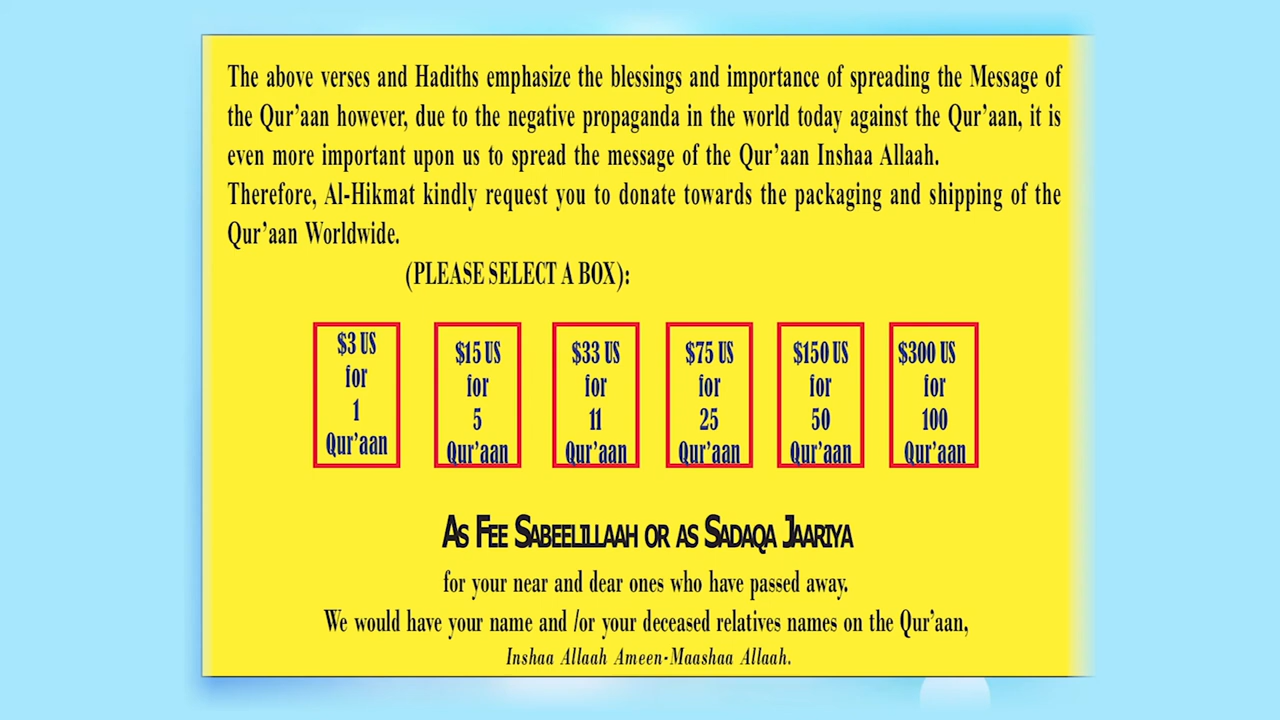 The above verses and Hadiths emphasize the blessings and importance of spreading the Message of
the Qur'aan however, due to the negative propaganda in the world today against the Qur'aan, it is
even more important upon us to spread the message of the Qur'aan Inshaa Allaah.
Therefore, Al-Hikmat kindly request you to donate towards the packaging and shipping of the
Qur'aan Worldwide.
(PLEASE SELECT A BOX):
$3 US
for
1
Qur'aan
$15 US
for
5
Qur'aan
$33 US
for
11
Qur'aan
$75 US
for
25
Qur'aan
$150 US
for
50
Qur'aan
$300 US
for
100
Qur'aan
AS FEE SABEELILLAAH OR AS SADAQA JAARIYA
for your near and dear ones who have passed away.
We would have your name and /or your deceased relatives names on the Qur'aan,
Inshaa Allaah Ameen-Maashaa Allaah.